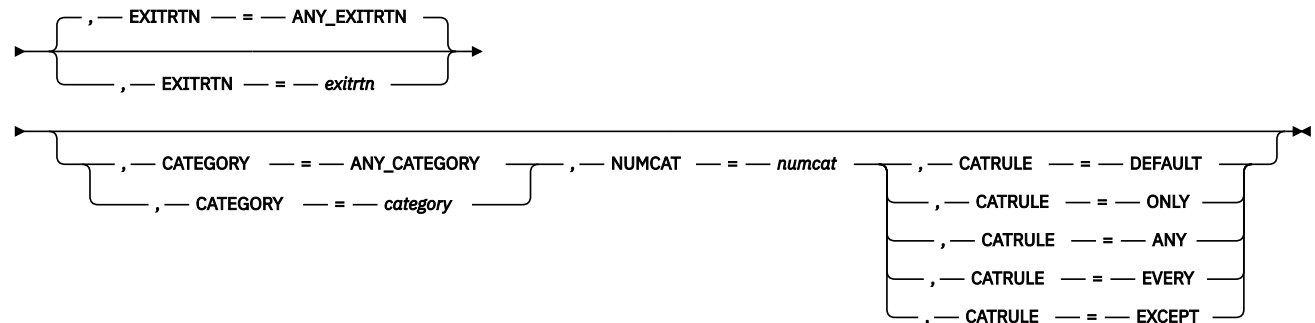 , EXITRTN = ANY_EXITRTN
, EXITRTN = exitrtn
, CATEGORY = ANY_CATEGORY , NUMCAT = numcat , CATRULE = DEFAULT
, CATEGORY = category , CATRULE = ONLY
, CATRULE = ANY
, CATRULE = EVERY
, CATRULE = EXCEPT